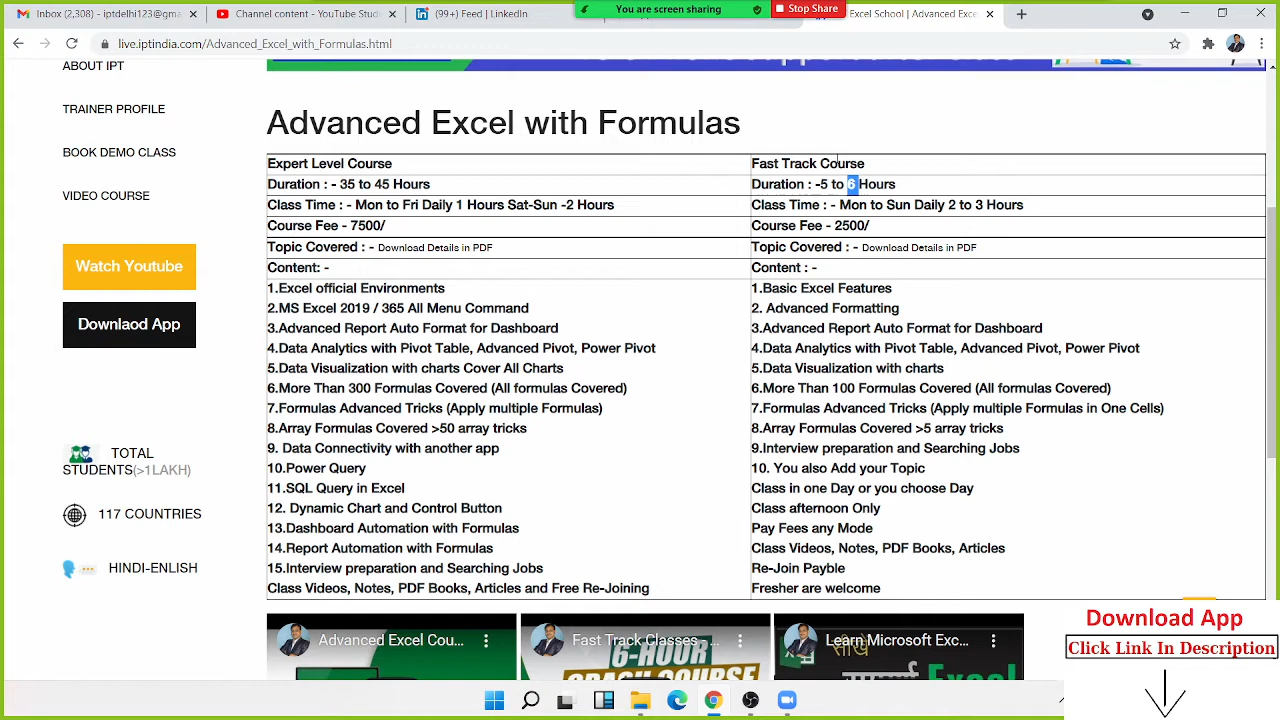 Inbox (99) - iptdelhi123@gma
Channel content - YouTube Studi
(99+) Feed | LinkedIn
You are screen sharing
Stop Share
Excel School | Advanced Exce
live.iptindia.com/Advanced_Excel_with_Formulas.html
ABOUT IPT
TRAINER PROFILE
BOOK DEMO CLASS
VIDEO COURSE
Watch Youtube
Downlaod App
TOTAL
STUDENTS(>1LAKH)
117 COUNTRIES
HINDI-ENLISH
Advanced Excel with Formulas
Expert Level Course
Duration : - 35 to 45 Hours
Class Time : - Mon to Fri Daily 1 Hours Sat-Sun -2 Hours
Course Fee - 7500/
Topic Covered : - Download Details in PDF
Content: -
1.Excel official Environments
2.MS Excel 2019 / 365 All Menu Command
3.Advanced Report Auto Format for Dashboard
4.Data Analytics with Pivot Table, Advanced Pivot, Power Pivot
5.Data Visualization with charts Cover All Charts
6.More Than 300 Formulas Covered (All formulas Covered)
7.Formulas Advanced Tricks (Apply multiple Formulas)
8.Array Formulas Covered >50 array tricks
9. Data Connectivity with another app
10.Power Query
11.SQL Query in Excel
12. Dynamic Chart and Control Button
13.Dashboard Automation with Formulas
14.Report Automation with Formulas
15.Interview preparation and Searching Jobs
Class Videos, Notes, PDF Books, Articles and Free Re-Joining
Fast Track Course
Duration : -5 to 6 Hours
Class Time : - Mon to Sun Daily 2 to 3 Hours
Course Fee - 2500/
Topic Covered : - Download Details in PDF
Content : -
1.Basic Excel Features
2. Advanced Formatting
3.Advanced Report Auto Format for Dashboard
4.Data Analytics with Pivot Table, Advanced Pivot, Power Pivot
5.Data Visualization with charts
6.More Than 100 Formulas Covered (All formulas Covered)
7.Formulas Advanced Tricks (Apply multiple Formulas in One Cells)
8.Array Formulas Covered >5 array tricks
9.Interview preparation and Searching Jobs
10. You also Add your Topic
Class in one Day or you choose Day
Class afternoon Only
Pay Fees any Mode
Class Videos, Notes, PDF Books, Articles
Re-Join Payble
Fresher are welcome
Advanced Excel Cou...
Fast Track Classes - ...
6-HOUR
CRASH COURSE
Learn Microsoft Exc...
सीखें
Excel
Download App
Click Link In Description